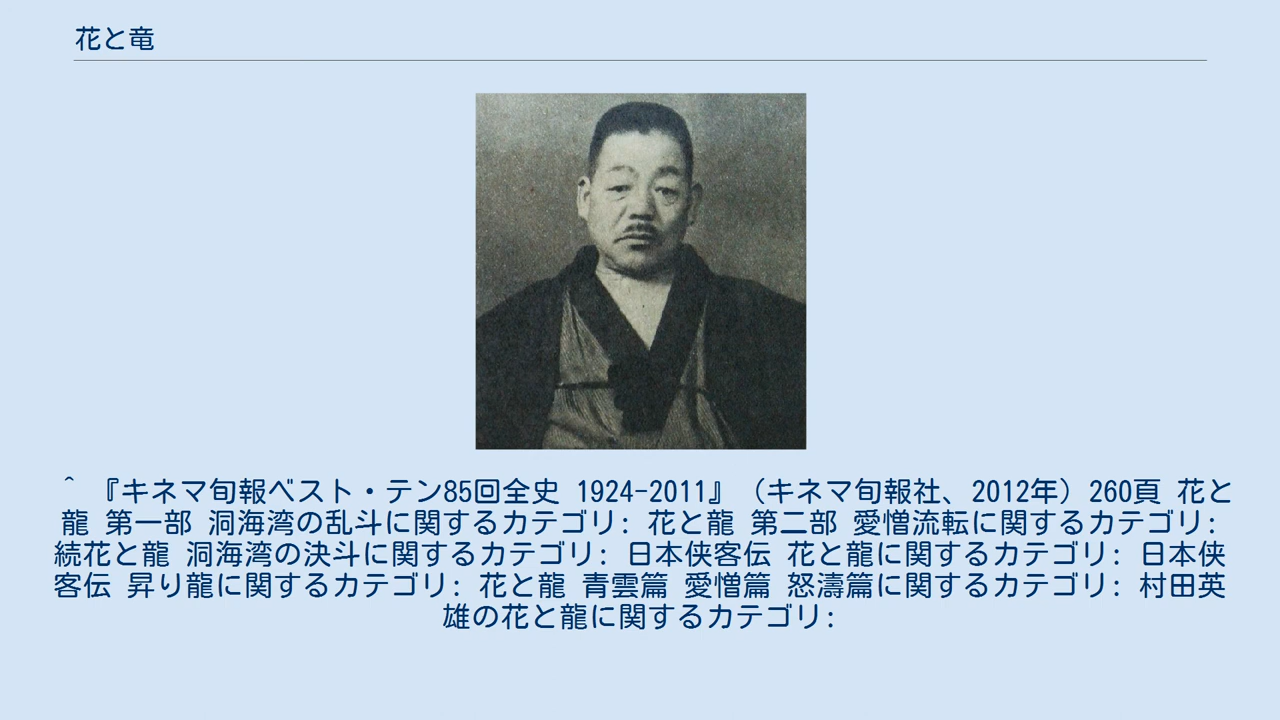 花と竜
^ 『キネマ旬報ベスト・テン85回全史 1924-2011』（キネマ旬報社、2012年）260頁 花と
龍 第一部 洞海湾の乱斗に関するカテゴリ: 花と龍 第二部 愛憎流転に関するカテゴリ:
続花と龍 洞海湾の決斗に関するカテゴリ: 日本侠客伝 花と龍に関するカテゴリ: 日本侠
客伝 昇り龍に関するカテゴリ: 花と龍 青雲篇 愛憎篇 怒濤篇に関するカテゴリ: 村田英
雄の花と龍に関するカテゴリ: